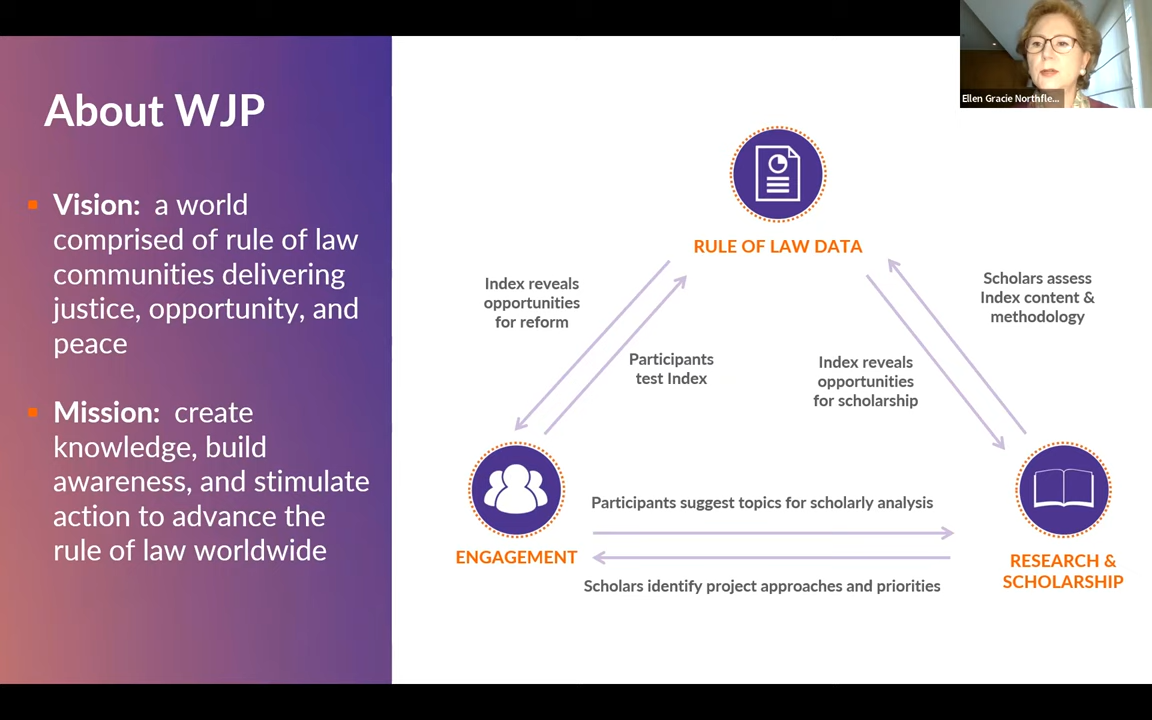 About WJP
Vision: a world
comprised of rule of law
communities delivering
justice, opportunity, and
peace
Mission: create
knowledge, build
awareness, and stimulate
action to advance the
rule of law worldwide
Ellen Gracie Northfle...
RULE OF LAW DATA
Index reveals
opportunities
for reform
Participants
test Index
Index reveals
opportunities
for scholarship
Scholars assess
Index content &
methodology
ENGAGEMENT
Participants suggest topics for scholarly analysis
Scholars identify project approaches and priorities
RESEARCH &
SCHOLARSHIP